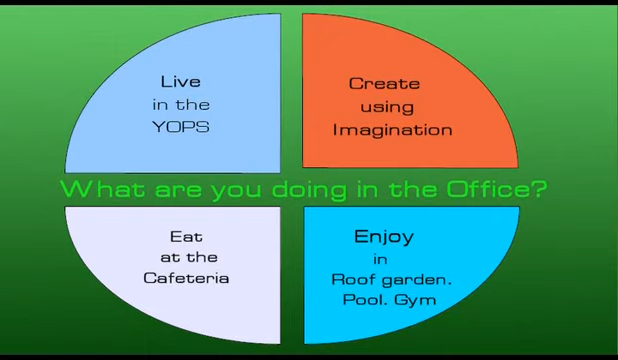 Live
in the
YOPS
Create
using
Imagination
What are you doing in the Office?
Eat
at the
Cafeteria
Enjoy
in
Roof garden.
Pool. Gym